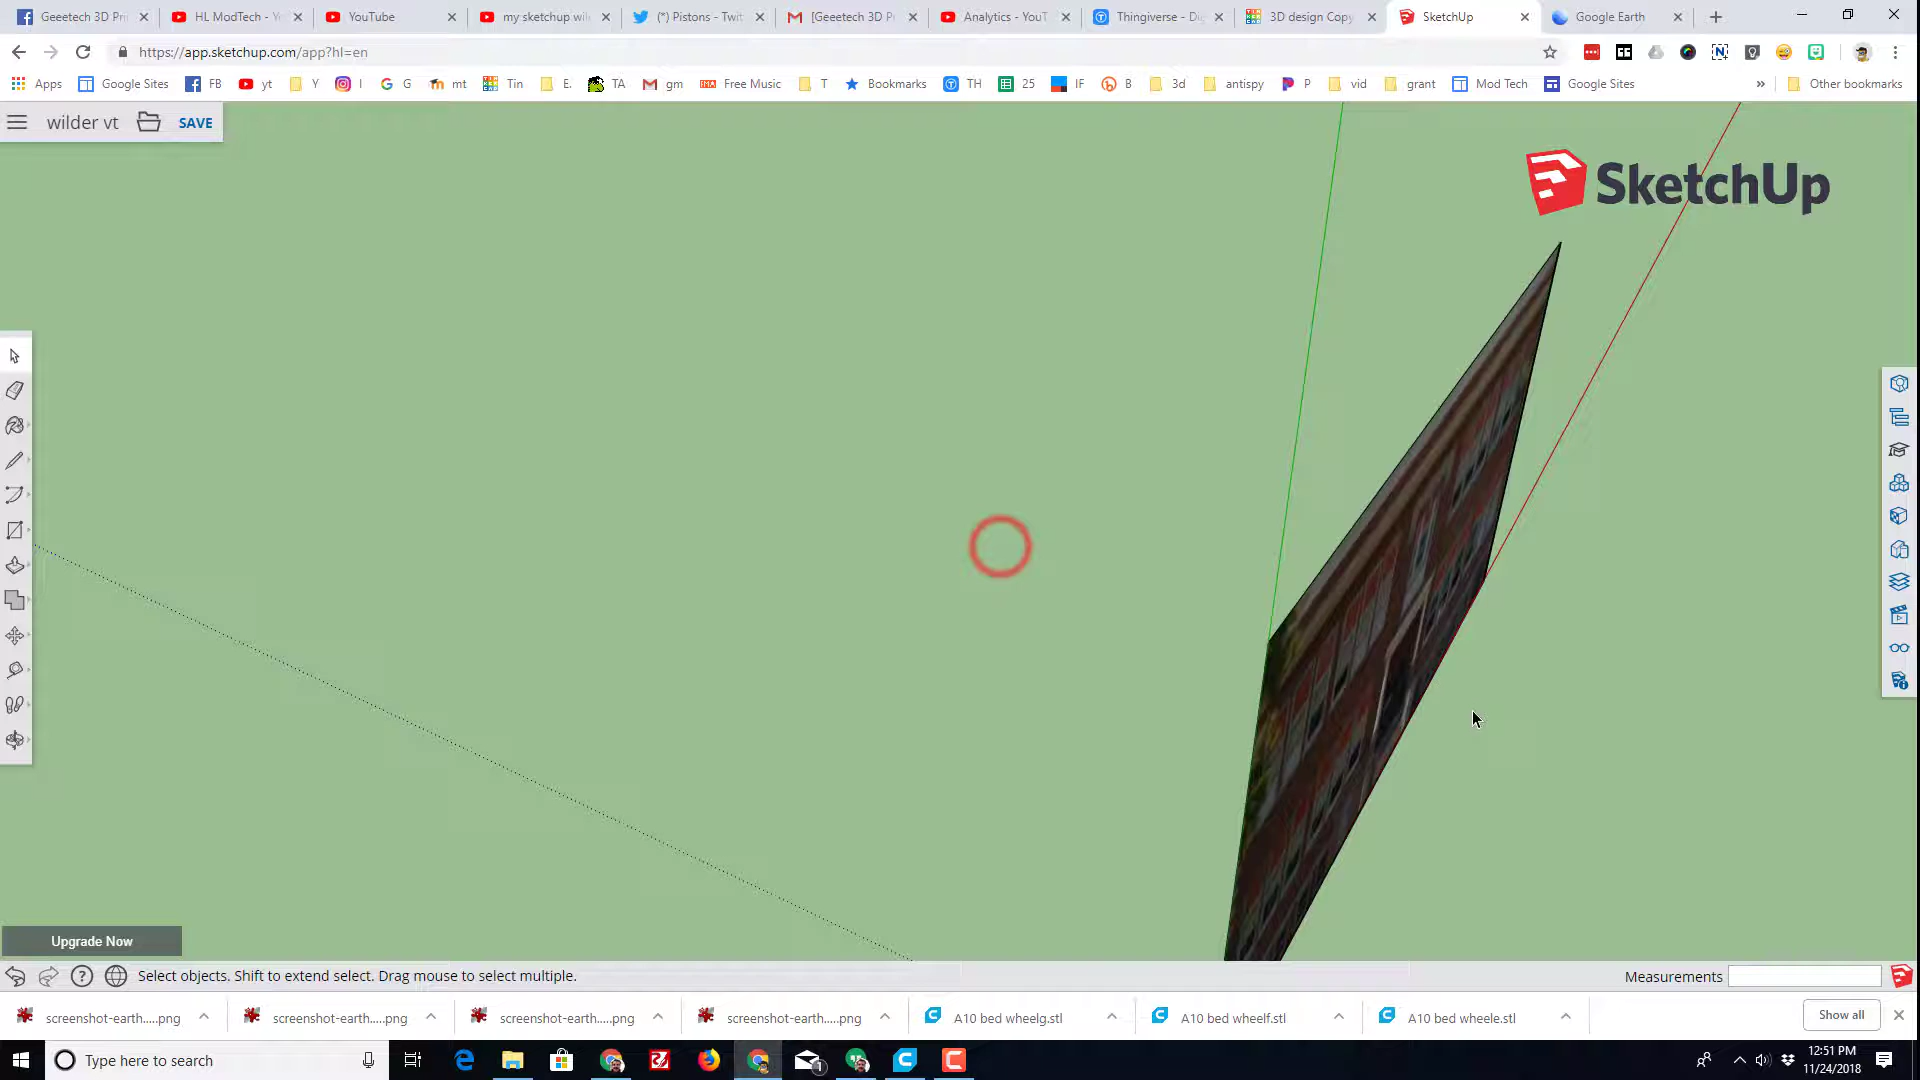 Geeetech 3D Pri
HL ModTech - Y
YouTube
my sketchup wil
(*) Pistons - Twit
[Geeetech 3D P
Analytics - YouT
Thingiverse - Di
3D design Copy
SketchUp
Google Earth
https://app.sketchup.com/app?hl=en
Apps
Google Sites
FB
yt
Y
I
G
mt
Tin
E.
TA
gm
Free Music
T
Bookmarks
TH
25
IF
B
3d
antispy
P
vid
grant
Mod Tech
Google Sites
»
Other bookmarks
wilder vt
SAVE
SketchUp
Upgrade Now
Select objects. Shift to extend select. Drag mouse to select multiple.
Measurements
screenshot-earth.....png
screenshot-earth.....png
screenshot-earth.....png
screenshot-earth.....png
A10 bed wheelg.stl
A10 bed wheelf.stl
A10 bed wheele.stl
Show all
Type here to search
12:51 PM
11/24/2018